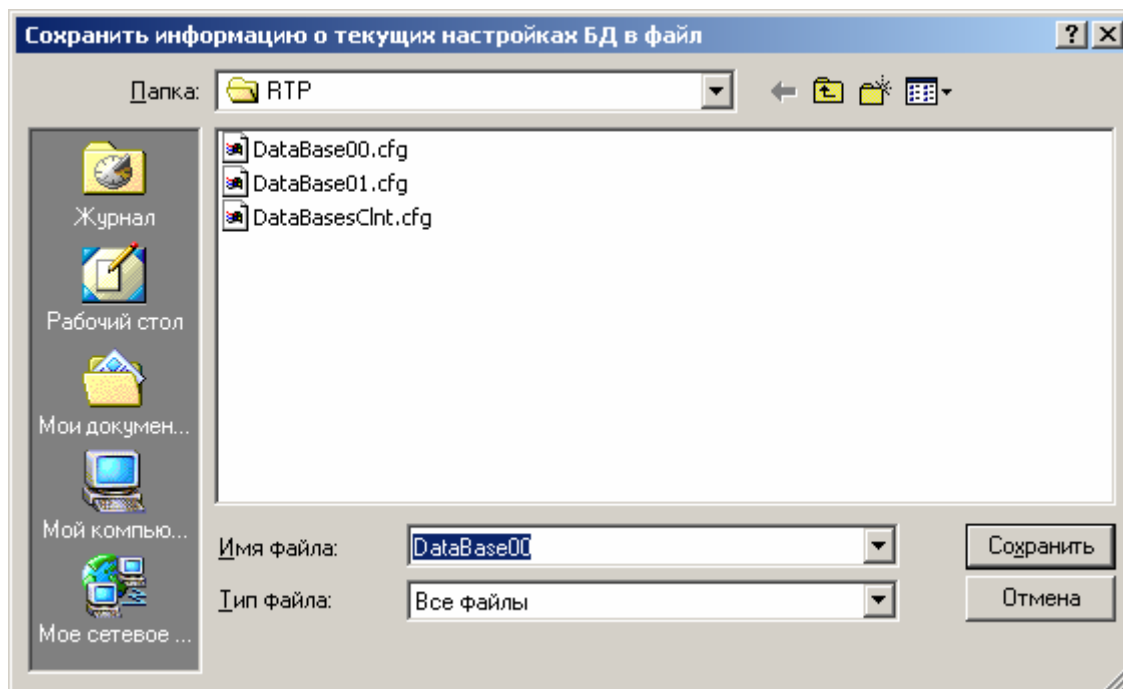 Сохранить информацию о текущих настройках БД в файл
Папка: RTP
DataBase00.cfg
DataBase01.cfg
DataBasesClnt.cfg
Журнал
Рабочий стол
Мои докумен...
Мой компью...
Мое сетевое ...
Имя файла: DataBase00
Сохранить
Тип файла: Все файлы
Отмена